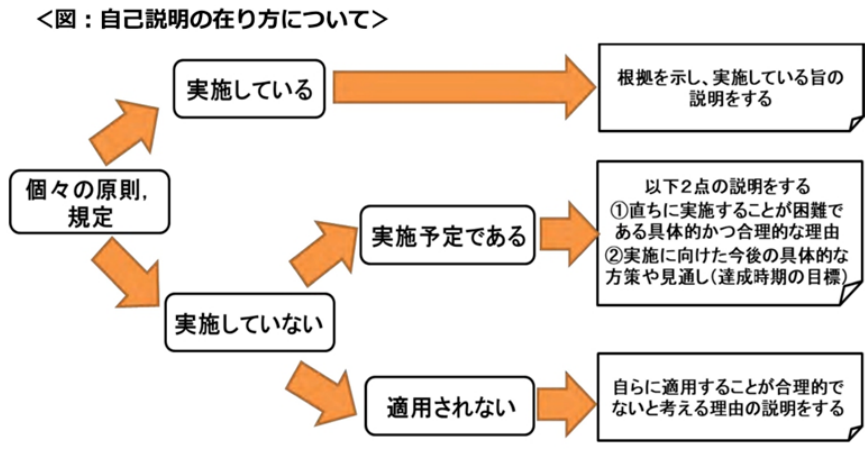 ＜図：自己説明の在り方について＞
実施している
根拠を示し、実施している旨の
説明をする
個々の原則，
規定
実施予定である
以下２点の説明をする
①直ちに実施することが困難で
ある具体的かつ合理的な理由
②実施に向けた今後の具体的な
方策や見通し（達成時期の目標）
実施していない
適用されない
自らに適用することが合理的で
ないと考える理由の説明をする